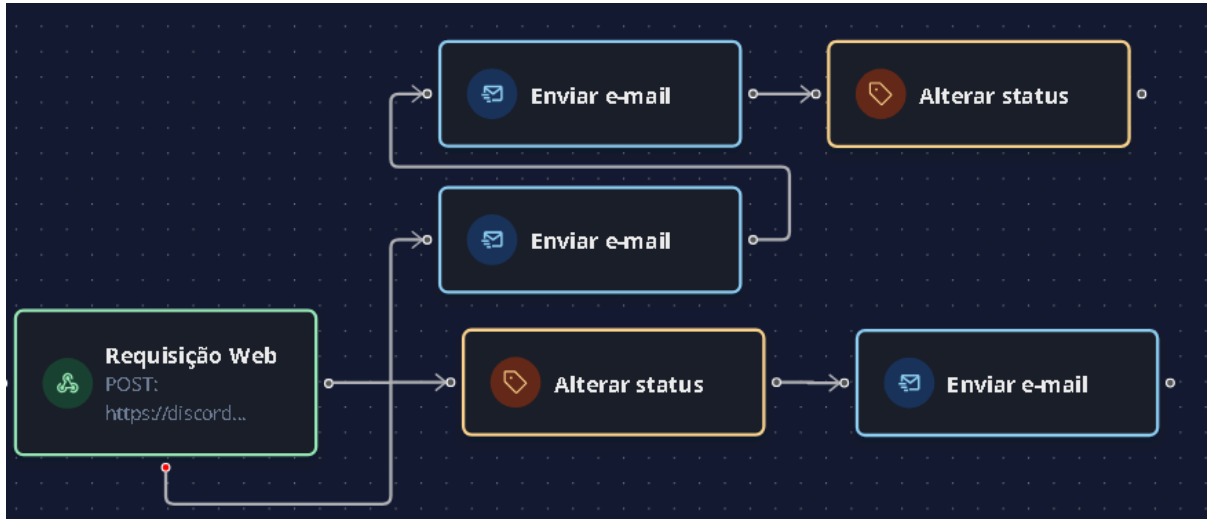 Enviar e-mail
Alterar status
Enviar e-mail
Requisição Web
POST:
https://discord...
Alterar status
Enviar e-mail